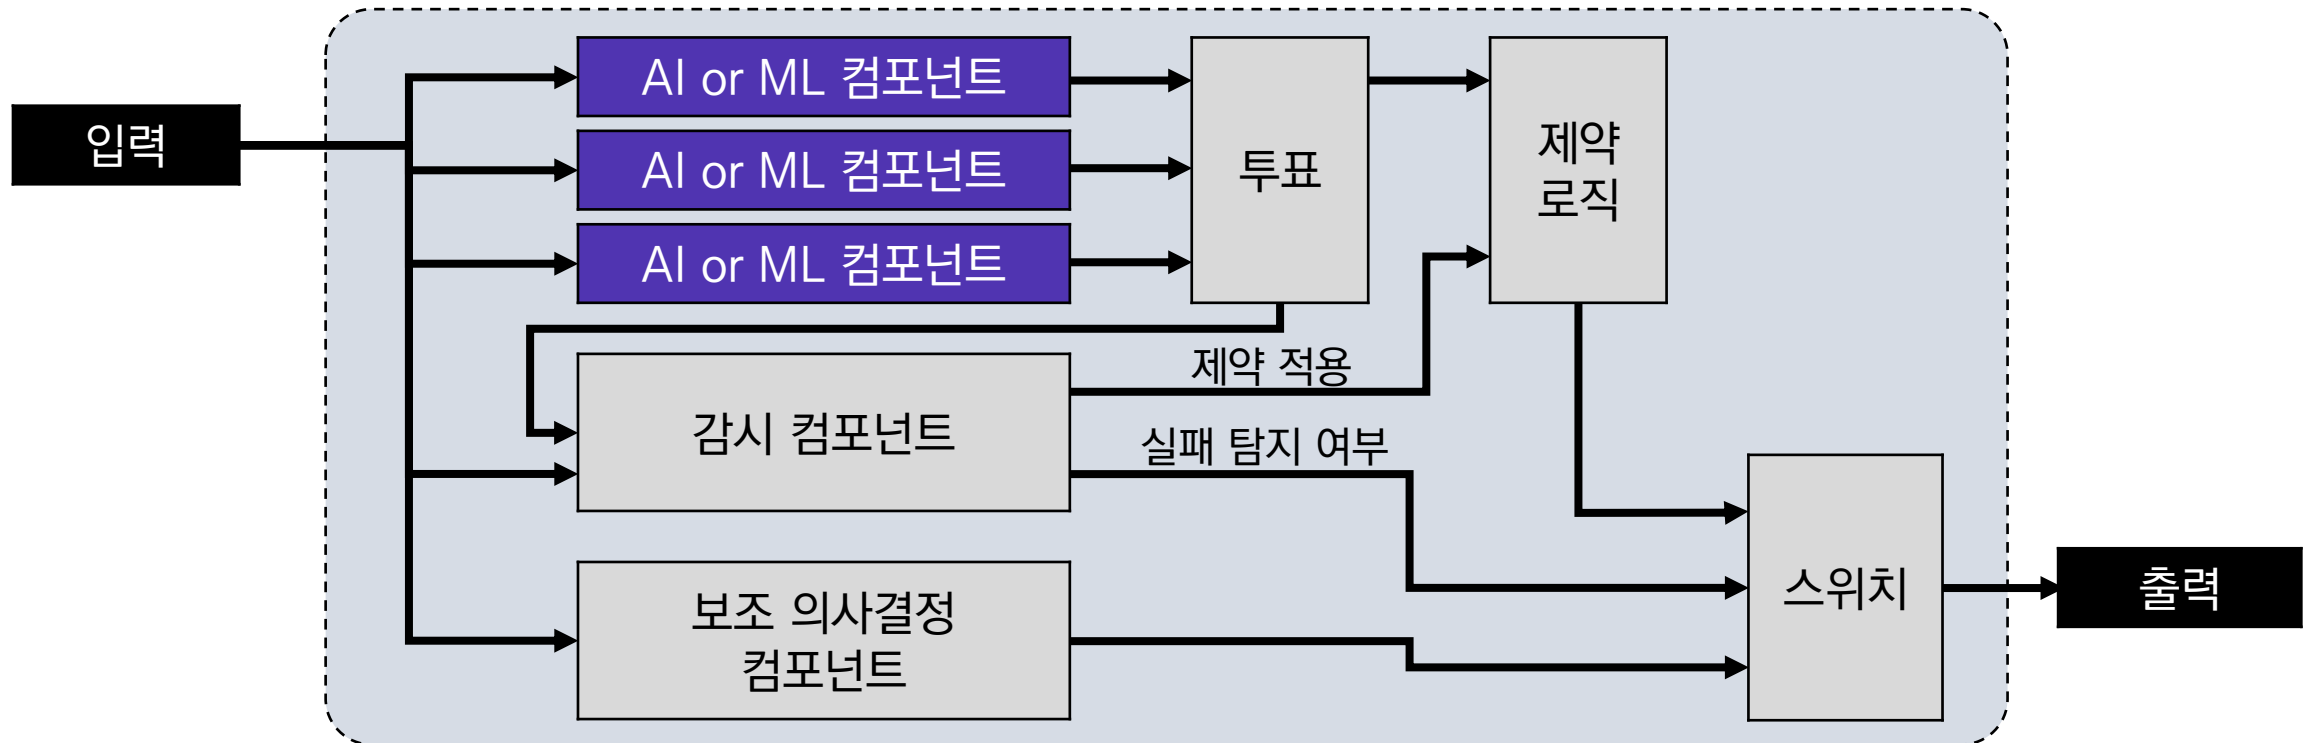 입력
AI or ML 컴포넌트
AI or ML 컴포넌트
AI or ML 컴포넌트
투표
제약
로직
감시 컴포넌트
제약 적용
실패 탐지 여부
보조 의사결정
컴포넌트
스위치
출력